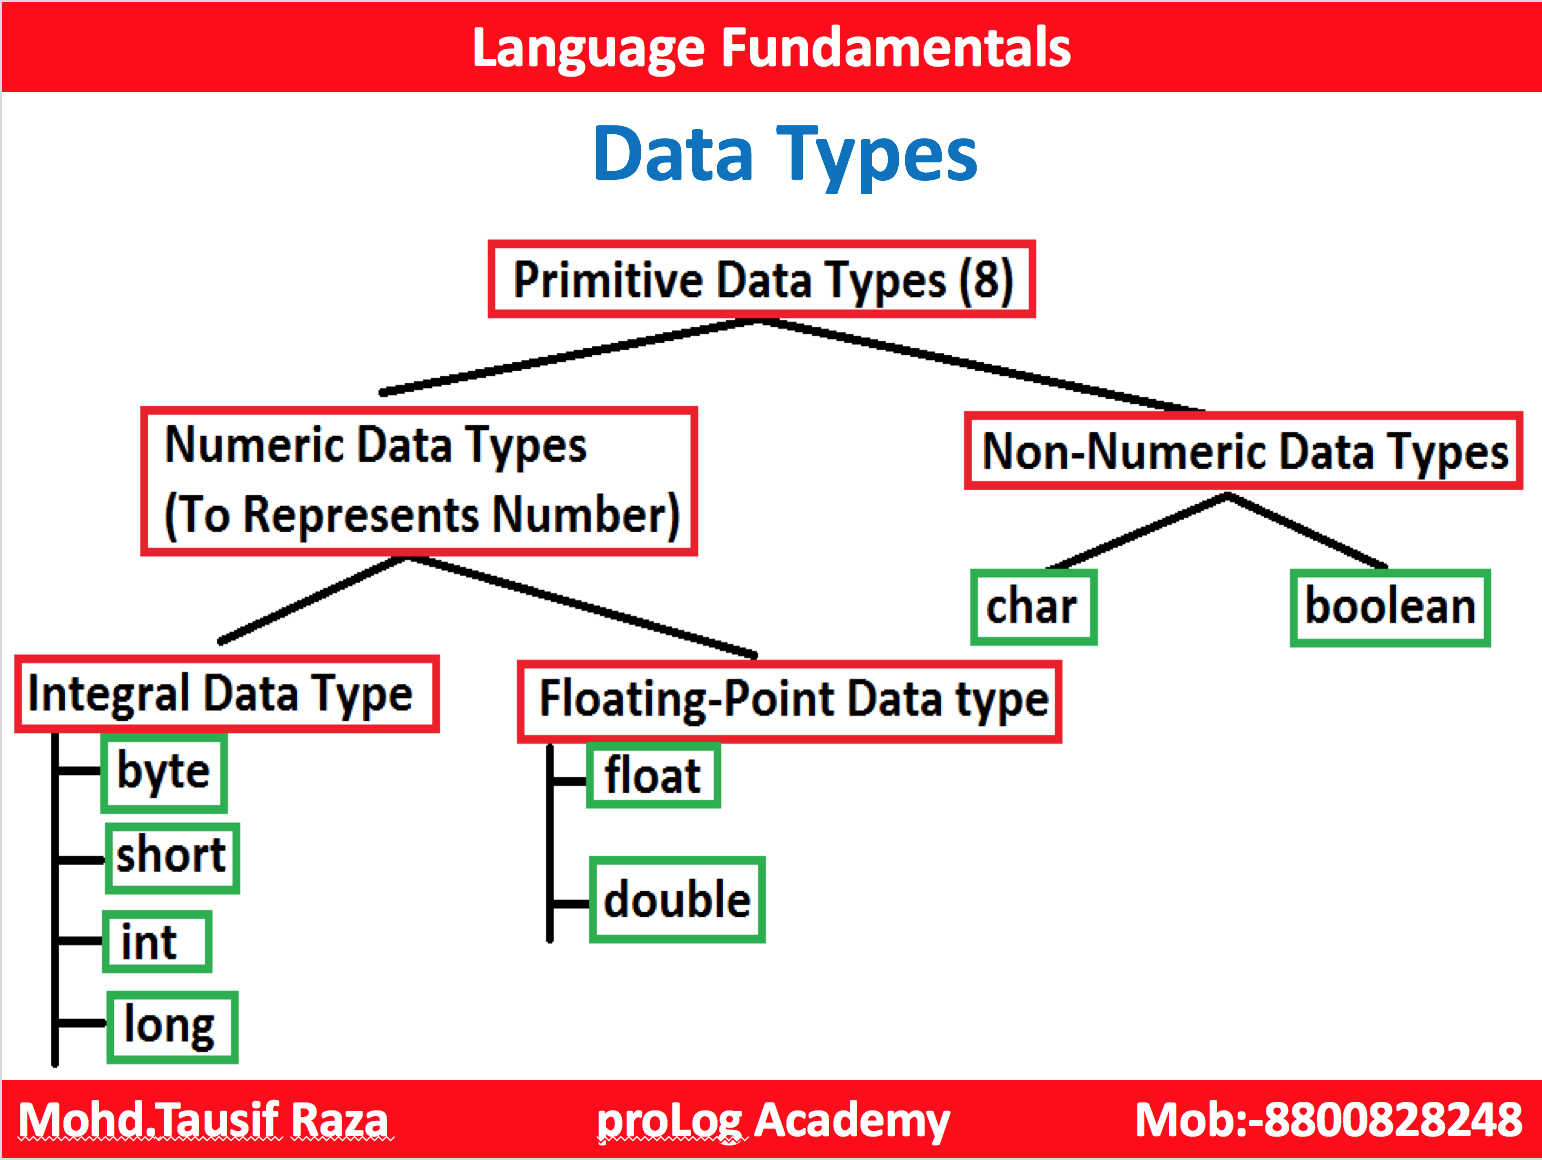 Language Fundamentals
Data Types
Primitive Data Types (8)
Numeric Data Types
(To Represents Number)
Non-Numeric Data Types
char
boolean
Integral Data Type
byte
short
int
long
Floating-Point Data type
float
double
Mohd.Tausif Raza
proLog Academy
Mob:-8800828248